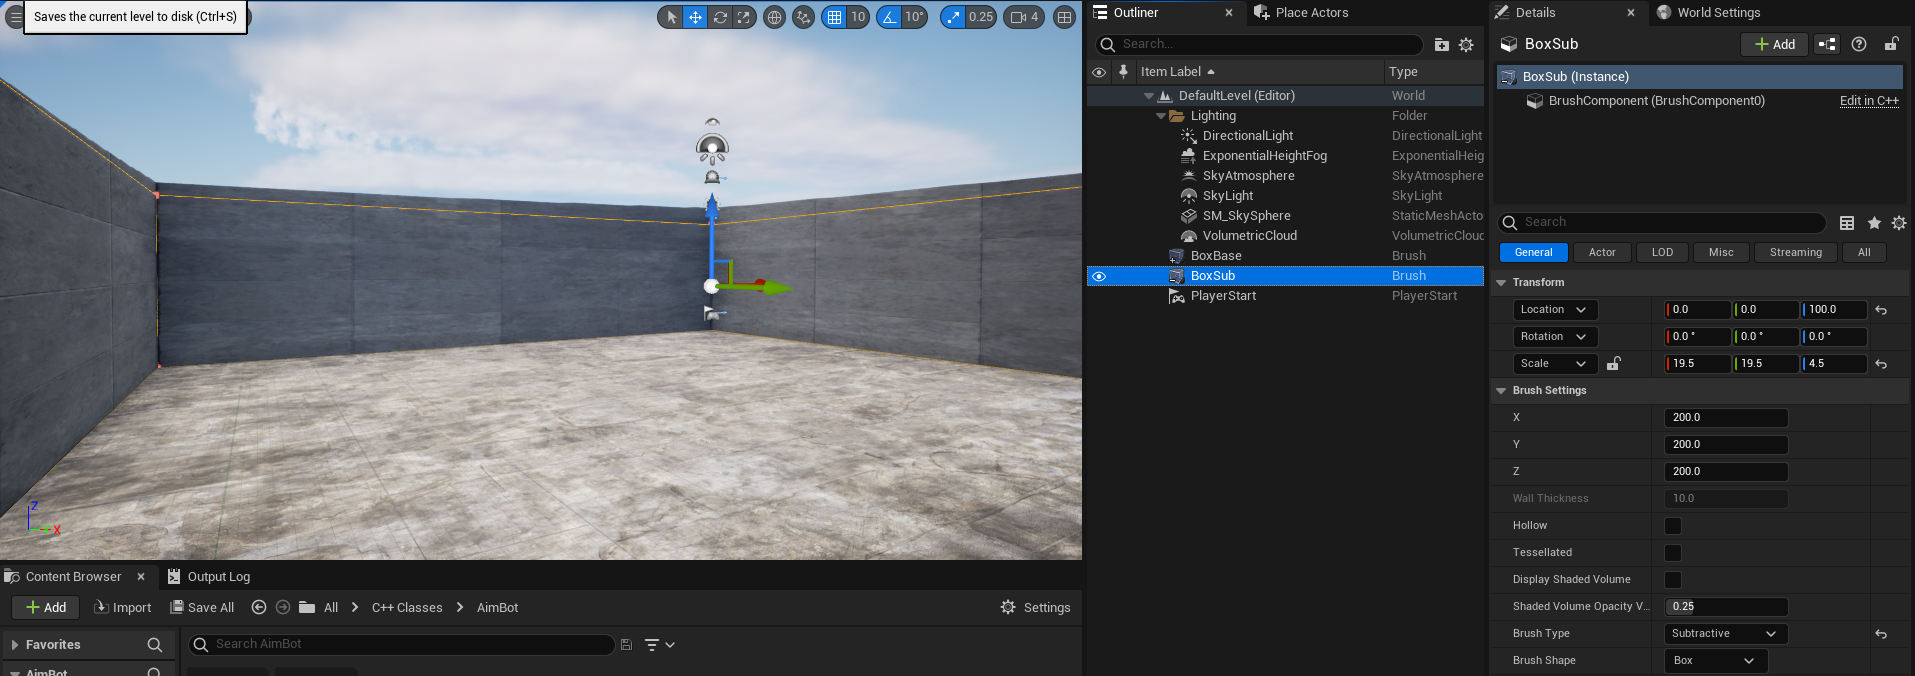 Saves the current level to disk (Ctrl+S)
10
10°
0.25
4
Z
X
Content Browser
Output Log
Add
Import
Save All
All
C++ Classes
AimBot
Settings
Favorites
Search AimBot
AimBot
Outliner
Place Actors
Search...
Item Label
Type
DefaultLevel (Editor) World
Lighting Folder
DirectionalLight DirectionalLight
ExponentialHeightFog ExponentialHeig
SkyAtmosphere SkyAtmosphere
SkyLight SkyLight
SM_SkySphere StaticMeshActo
VolumetricCloud VolumetricCloud
BoxBase Brush
BoxSub Brush
PlayerStart PlayerStart
Details
World Settings
BoxSub
Add
BoxSub (Instance)
BrushComponent (BrushComponent0) Edit in C++
Search
General Actor LOD Misc Streaming All
Transform
Location 0.0 0.0 100.0
Rotation 0.0 ° 0.0 ° 0.0 °
Scale 19.5 19.5 4.5
Brush Settings
X 200.0
Y 200.0
Z 200.0
Wall Thickness 10.0
Hollow
Tessellated
Display Shaded Volume
Shaded Volume Opacity V... 0.25
Brush Type Subtractive
Brush Shape Box